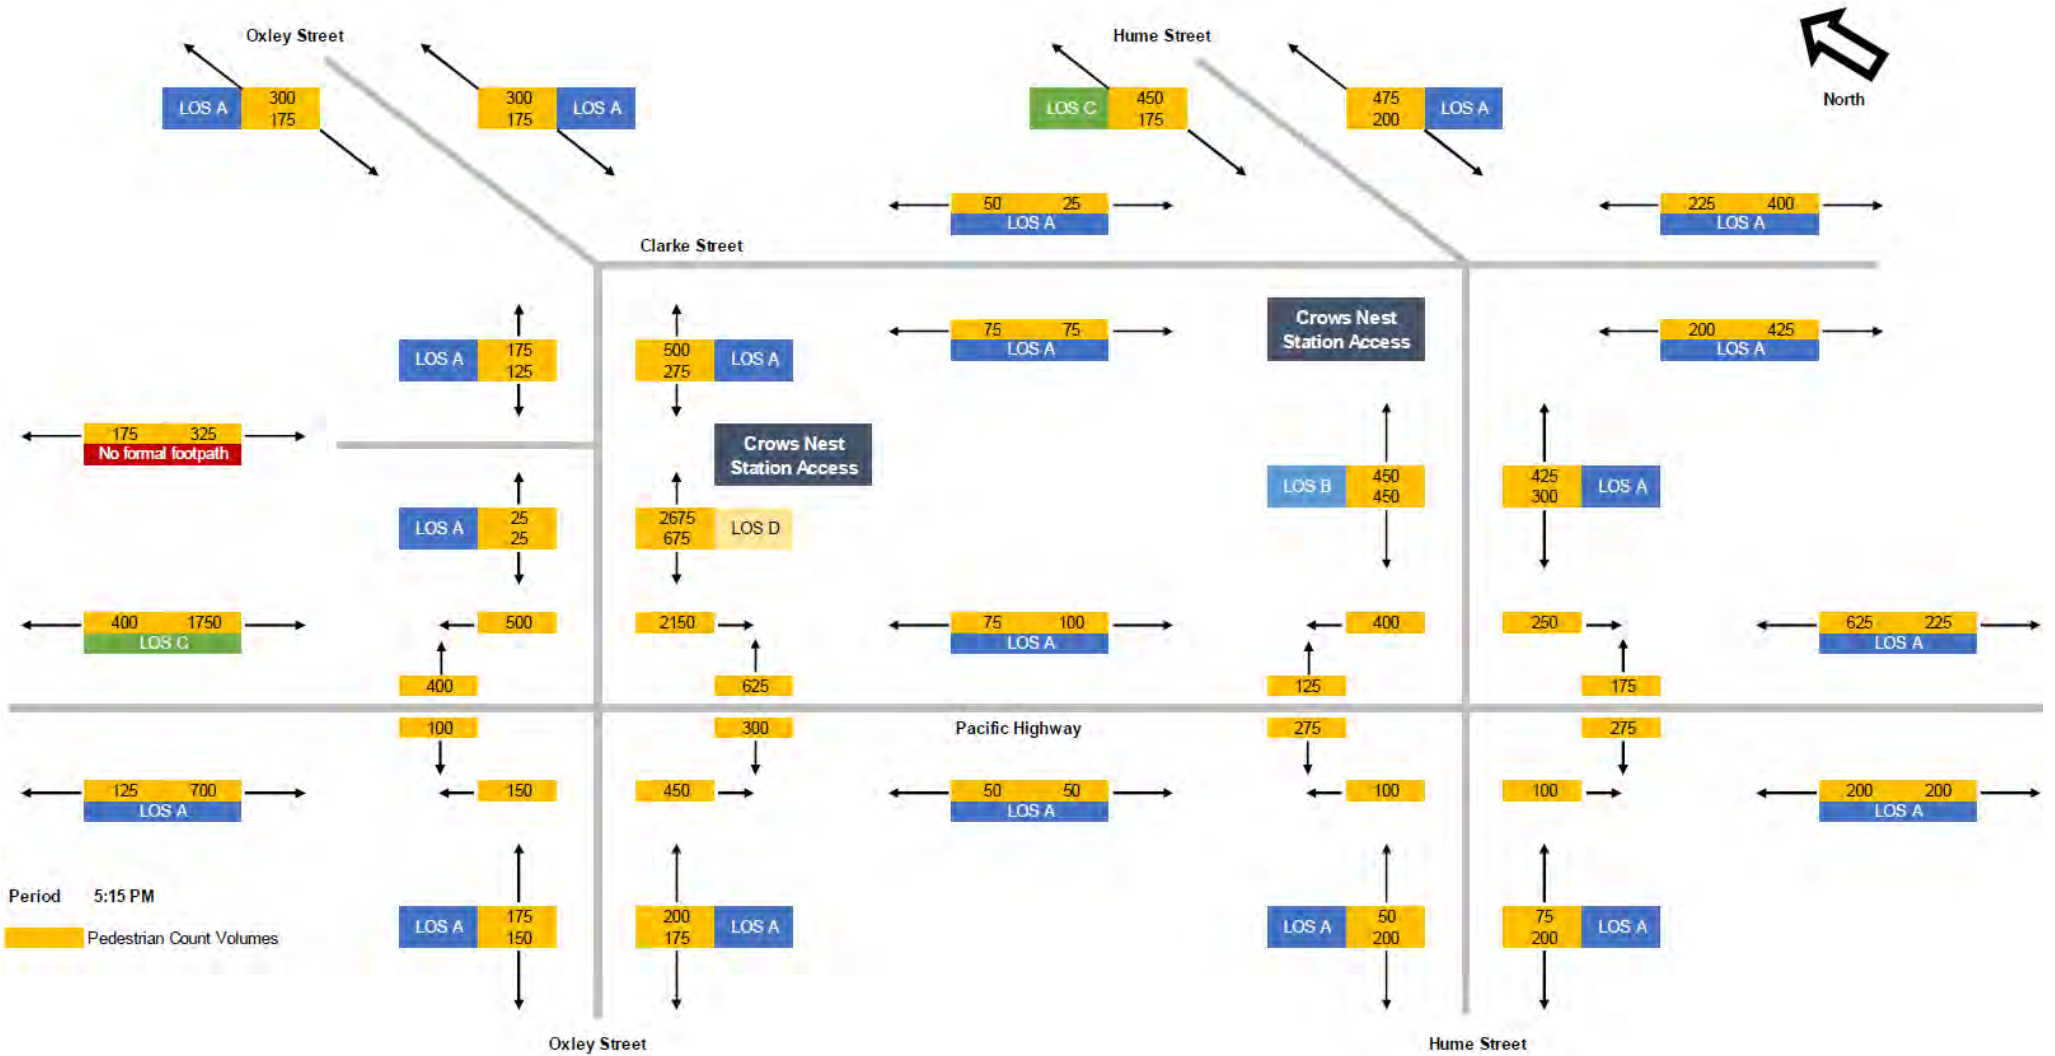 Oxley Street
Hume Street
North
LOS A 300 175
300 175 LOS A
LOS C 450 175
475 200 LOS A
50 25
LOS A
225 400
LOS A
Clarke Street
Crows Nest
Station Access
LOS A 175 125
500 275 LOS A
75 75
LOS A
200 425
LOS A
175 325
No formal footpath
Crows Nest
Station Access
LOS B 450 450
425 300 LOS A
LOS A 25 25
2675 675 LOS D
400 1750
LOS C
500
2150
75 100
LOS A
400
250
625 225
LOS A
400
625
125
175
100
300
Pacific Highway
275
275
125 700
LOS A
150
450
50 50
LOS A
100
100
200 200
LOS A
Period 5:15 PM
Pedestrian Count Volumes
LOS A 175 150
200 175 LOS A
LOS A 50 200
75 200 LOS A
Oxley Street
Hume Street